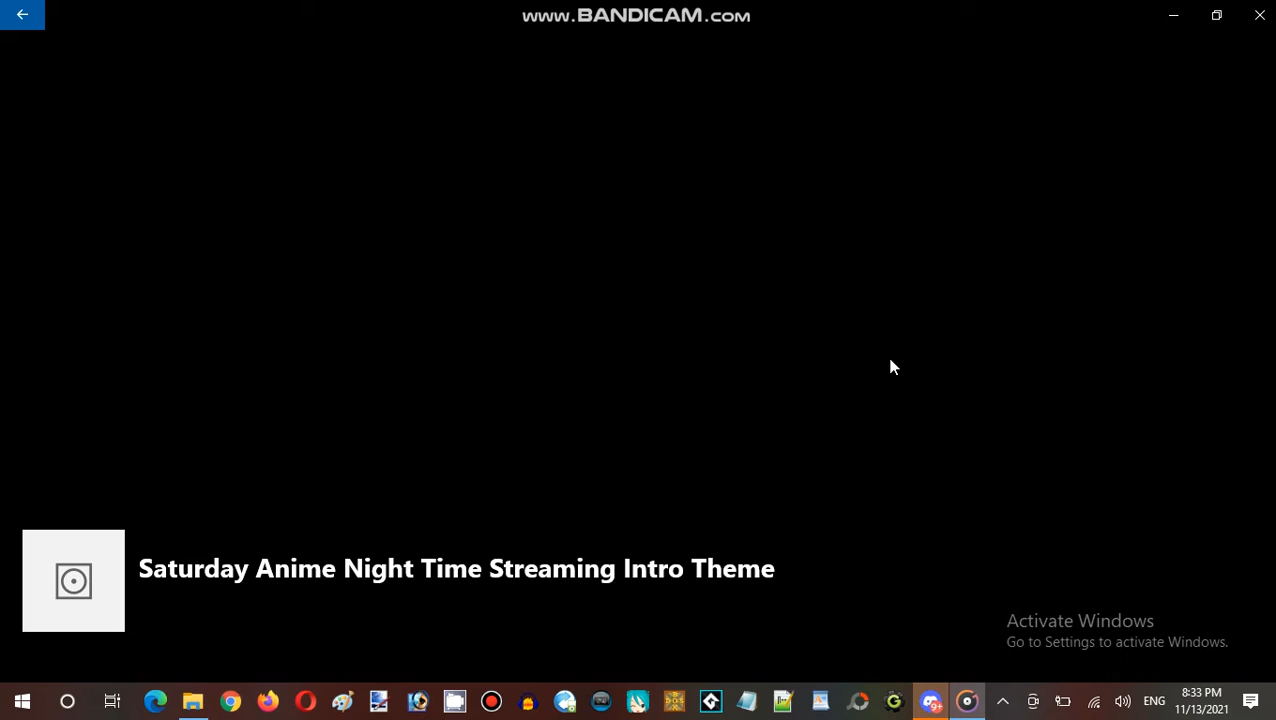 www.BANDICAM.com
Saturday Anime Night Time Streaming Intro Theme
Activate Windows
Go to Settings to activate Windows.
ENG
8:33 PM
11/13/2021